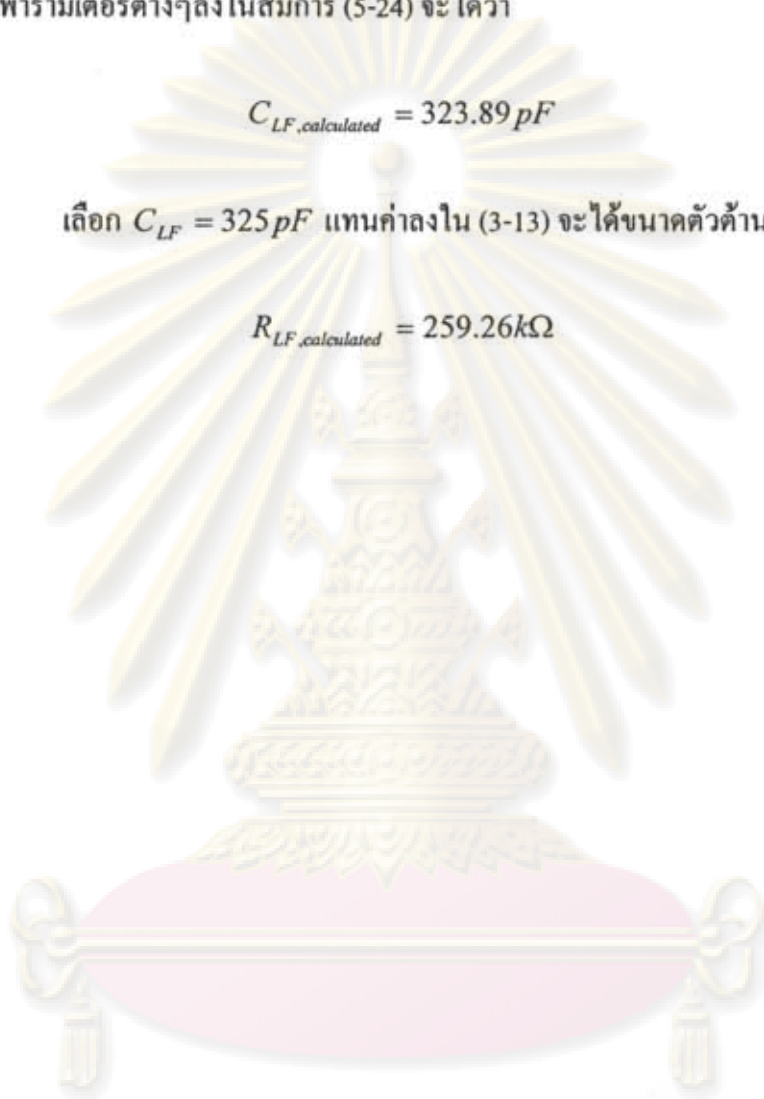 พารามิเตอร์ต่างๆลงในสมการ (5-24) จะได้ว่า
C_{LF,calculated} = 323.89 pF
เลือก C_{LF} = 325 pF แทนค่าลงใน (3-13) จะได้ขนาดตัวต้าน
R_{LF,calculated} = 259.26kΩ